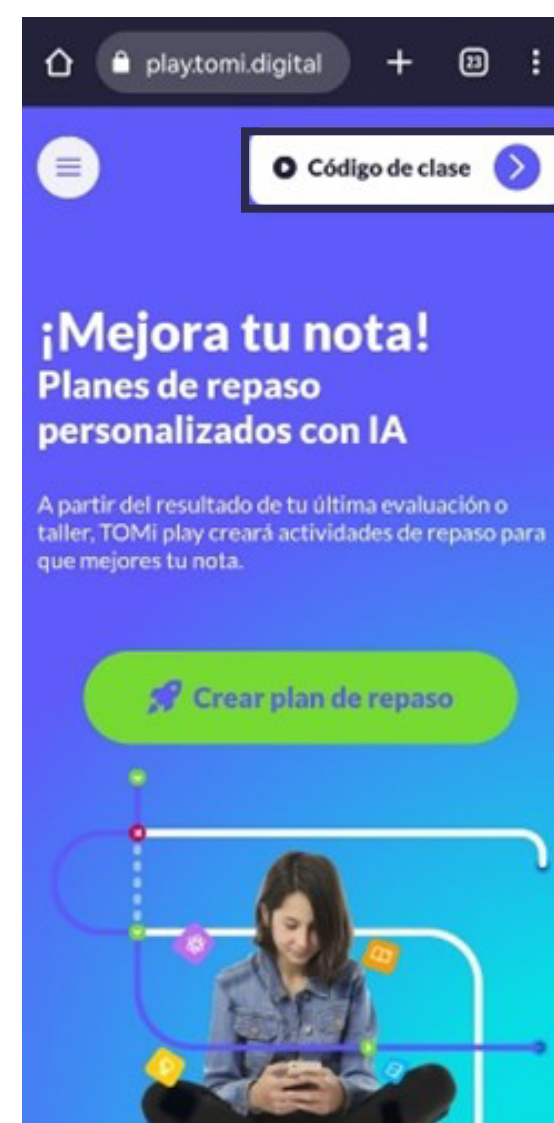 play.tomi.digital
23
Código de clase
¡Mejora tu nota!
Planes de repaso
personalizados con IA
A partir del resultado de tu última evaluación o
taller, TOMi play creará actividades de repaso para
que mejores tu nota.
Crear plan de repaso